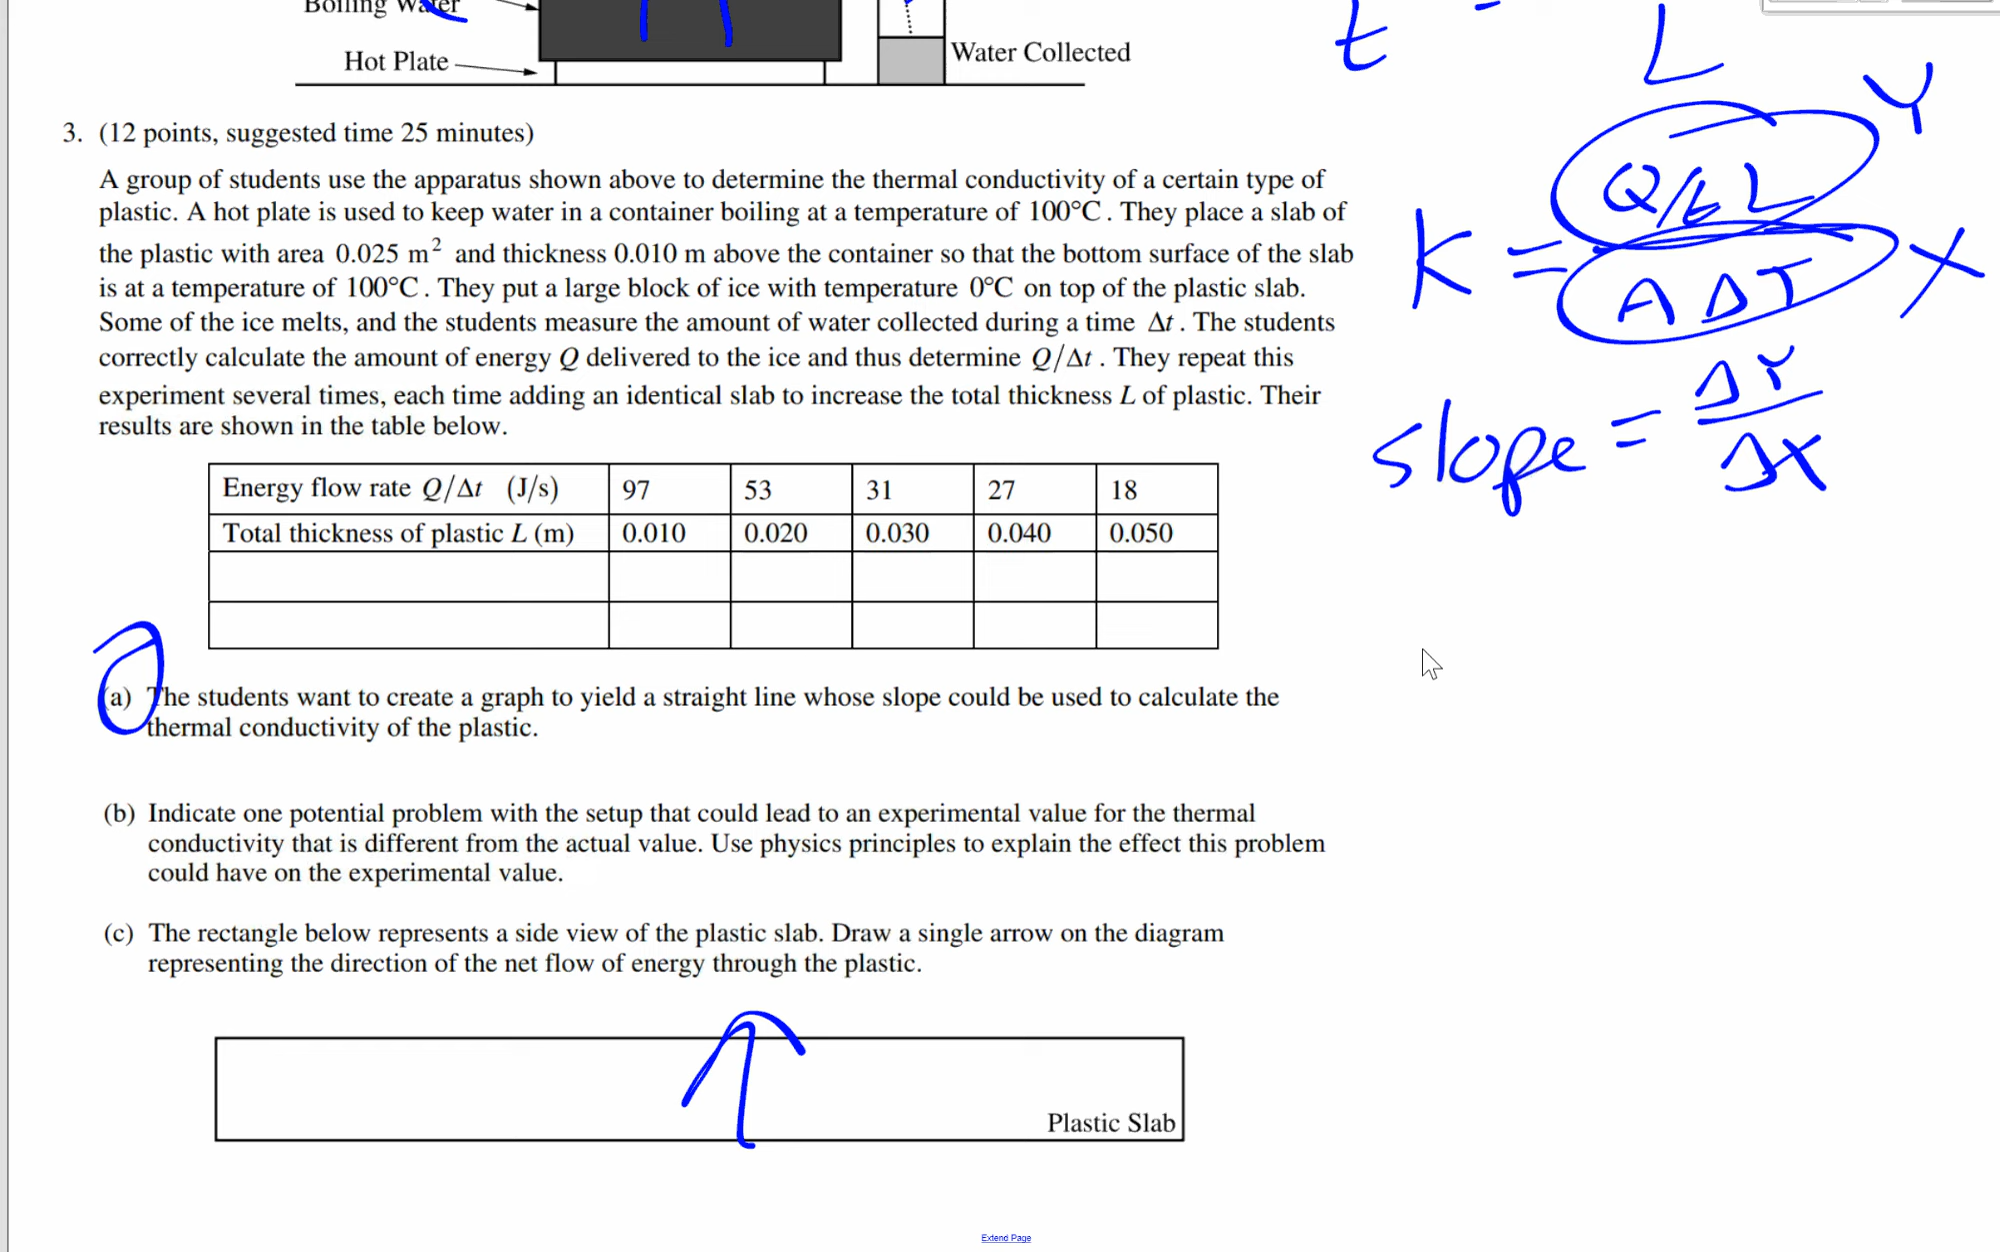 Boiling Water
Hot Plate
Water Collected
t
L
3. (12 points, suggested time 25 minutes)
A group of students use the apparatus shown above to determine the thermal conductivity of a certain type of
plastic. A hot plate is used to keep water in a container boiling at a temperature of 100°C. They place a slab of
the plastic with area 0.025 m² and thickness 0.010 m above the container so that the bottom surface of the slab
is at a temperature of 100°C. They put a large block of ice with temperature 0°C on top of the plastic slab.
Some of the ice melts, and the students measure the amount of water collected during a time Δt. The students
correctly calculate the amount of energy Q delivered to the ice and thus determine Q/Δt. They repeat this
experiment several times, each time adding an identical slab to increase the total thickness L of plastic. Their
results are shown in the table below.
Y
Q/t L
K =
A ΔT
X
slope = ΔY
ΔX
Energy flow rate Q/Δt (J/s) 97 53 31 27 18
Total thickness of plastic L (m) 0.010 0.020 0.030 0.040 0.050
(a) The students want to create a graph to yield a straight line whose slope could be used to calculate the
thermal conductivity of the plastic.
(b) Indicate one potential problem with the setup that could lead to an experimental value for the thermal
conductivity that is different from the actual value. Use physics principles to explain the effect this problem
could have on the experimental value.
(c) The rectangle below represents a side view of the plastic slab. Draw a single arrow on the diagram
representing the direction of the net flow of energy through the plastic.
Plastic Slab
Extend Page